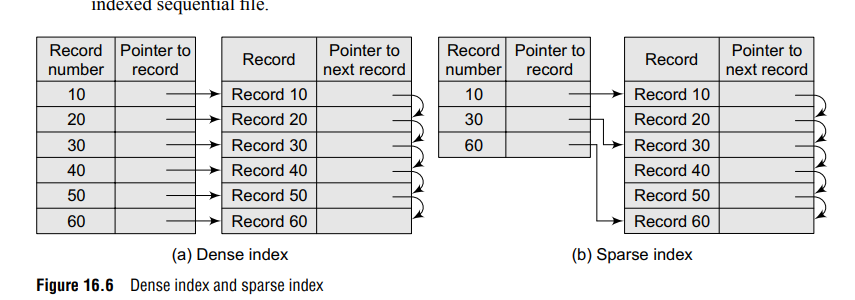 indexed sequential file.
Record number Pointer to record Record Pointer to next record Record number Pointer to record Record Pointer to next record
10 Record 10 10 Record 10
20 Record 20 30 Record 20
30 Record 30 60 Record 30
40 Record 40 Record 40
50 Record 50 Record 50
60 Record 60 Record 60
(a) Dense index (b) Sparse index
Figure 16.6 Dense index and sparse index